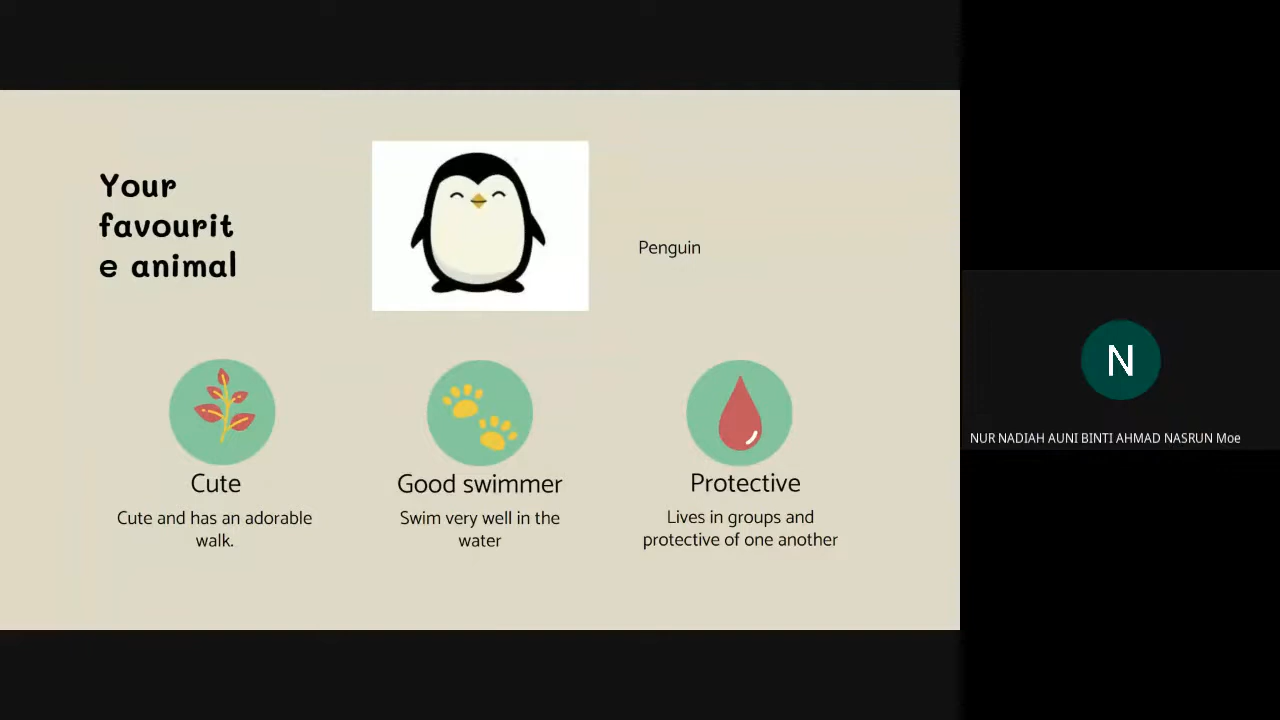 Your
favourit
e animal
Penguin
Cute
Cute and has an adorable
walk.
Good swimmer
Swim very well in the
water
Protective
Lives in groups and
protective of one another
N
NUR NADIAH AUNI BINTI AHMAD NASRUN Moe